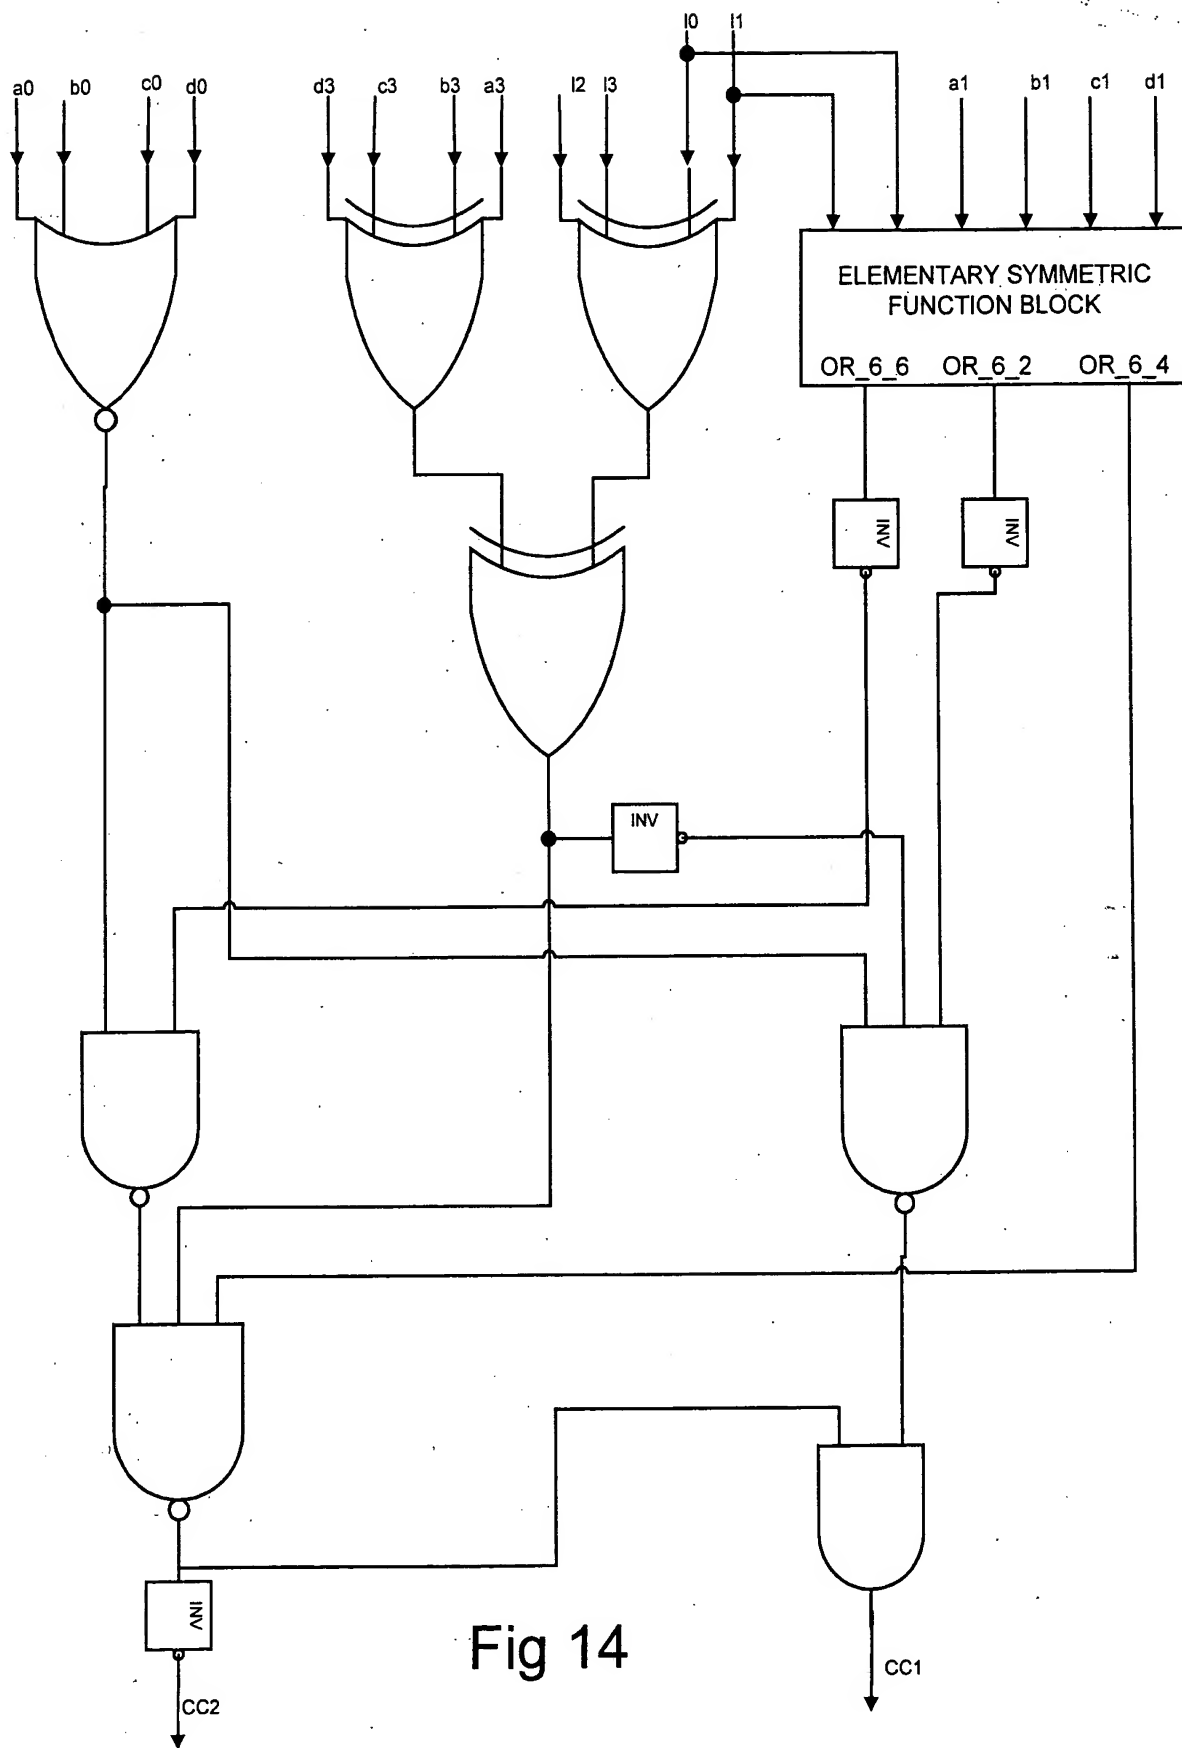 I0 I1
a0 b0 c0 d0 d3 c3 b3 a3 I2 I3 a1 b1 c1 d1
ELEMENTARY SYMMETRIC
FUNCTION BLOCK
OR_6_6 OR_6_2 OR_6_4
INV INV
INV
INV
CC2
Fig 14
CC1